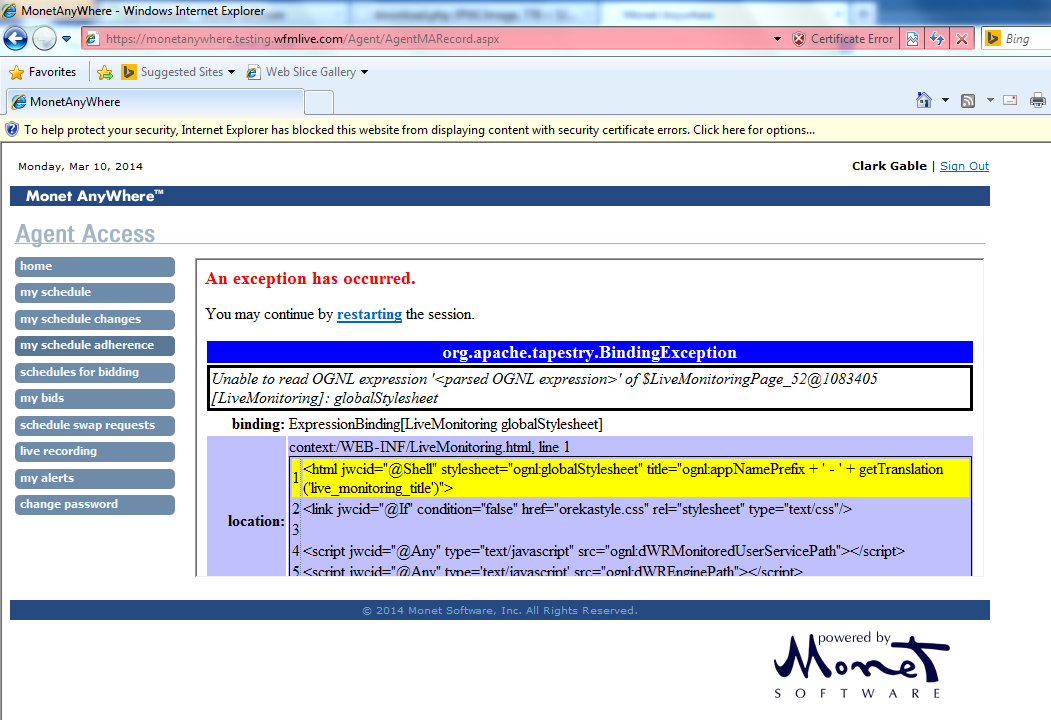 MonetAnyWhere - Windows Internet Explorer
https://monetanywhere.testing.wfmlive.com/Agent/AgentMARecord.aspx
Certificate Error
Bing
Favorites
Suggested Sites
Web Slice Gallery
MonetAnyWhere
To help protect your security, Internet Explorer has blocked this website from displaying content with security certificate errors. Click here for options...
Monday, Mar 10, 2014
Clark Gable | Sign Out
Monet AnyWhere™
Agent Access
home
my schedule
my schedule changes
my schedule adherence
schedules for bidding
my bids
schedule swap requests
live recording
my alerts
change password
An exception has occurred.
You may continue by restarting the session.
org.apache.tapestry.BindingException
Unable to read OGNL expression '<parsed OGNL expression>' of $LiveMonitoringPage_52@1083405
[LiveMonitoring]: globalStylesheet
binding: ExpressionBinding[LiveMonitoring globalStylesheet]
location:
context:/WEB-INF/LiveMonitoring.html, line 1
1 <html jwcid="@Shell" stylesheet="ognl:globalStylesheet" title="ognl:appNamePrefix + ' - ' + getTranslation
('live_monitoring_title')">
2 <link jwcid="@If" condition="false" href="orekastyle.css" rel="stylesheet" type="text/css"/>
3
4 <script jwcid="@Any" type="text/javascript" src="ognl:dWRMonitoredUserServicePath"></script>
5 <script jwcid="@Any" type='text/javascript' src="ognl:dWREnginePath"></script>
© 2014 Monet Software, Inc. All Rights Reserved.
powered by
Monet
SOFTWARE